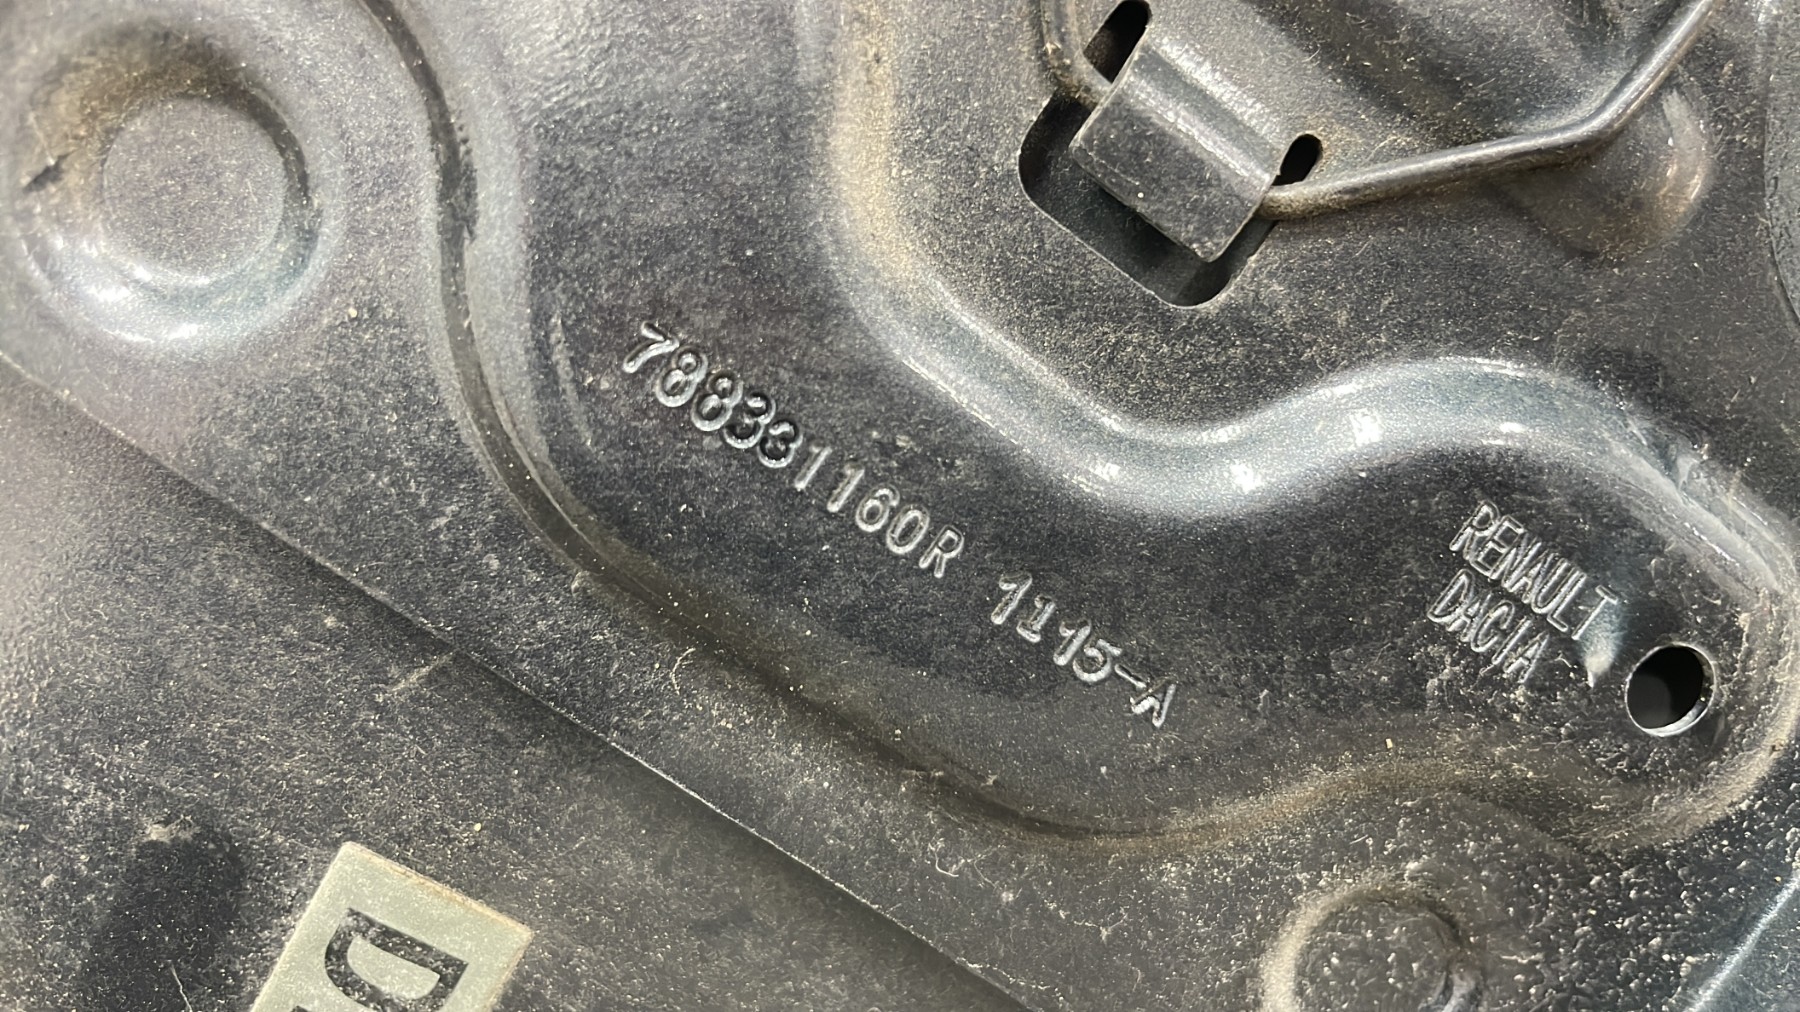 788331160R 1115-A
RENAULT
DACIA
D